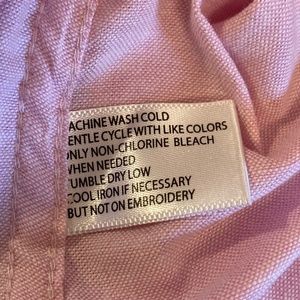 ACHINE WASH COLD
ENTLE CYCLE WITH LIKE COLORS
ONLY NON-CHLORINE BLEACH
WHEN NEEDED
TUMBLE DRY LOW
COOL IRON IF NECESSARY
BUT NOT ON EMBROIDERY